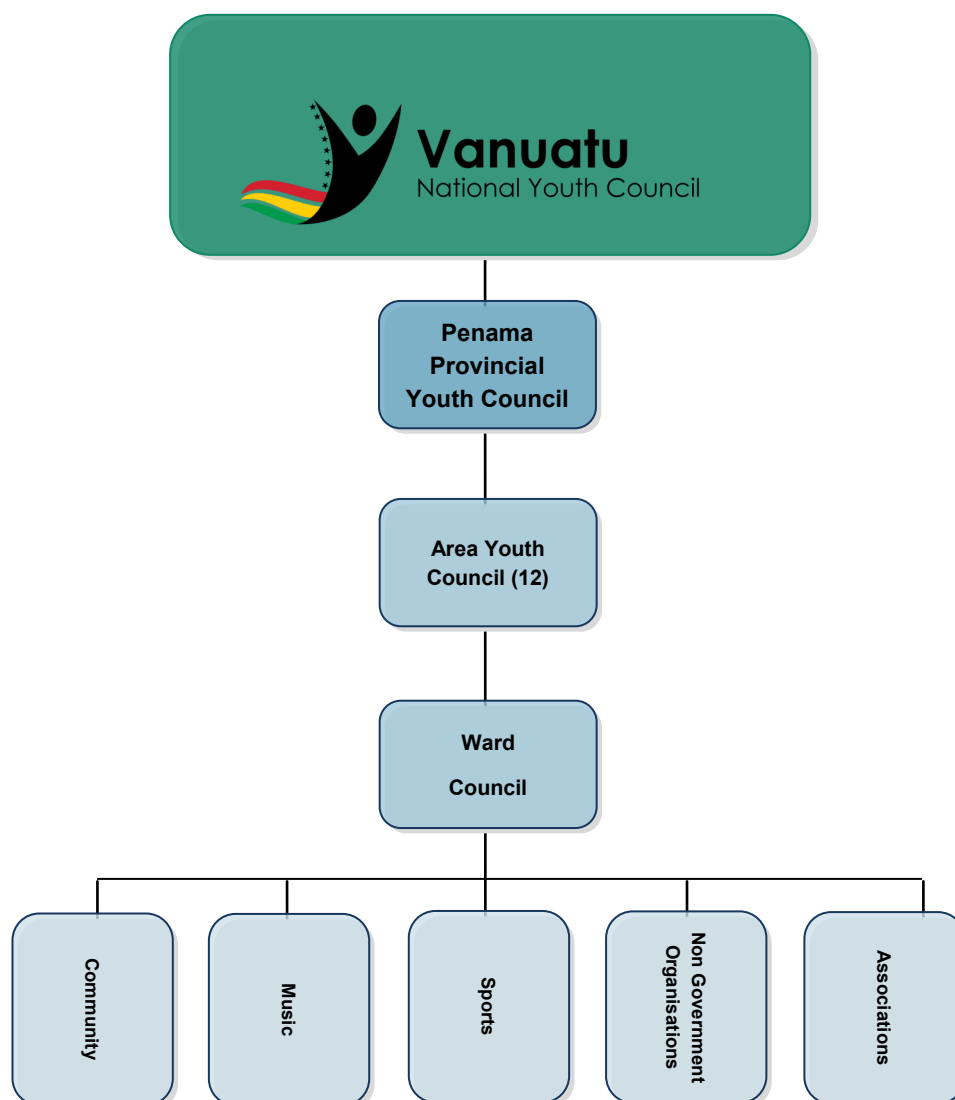 Vanuatu
National Youth Council
Penama
Provincial
Youth Council
Area Youth
Council (12)
Ward
Council
Community
Music
Sports
Non Government
Organisations
Associations